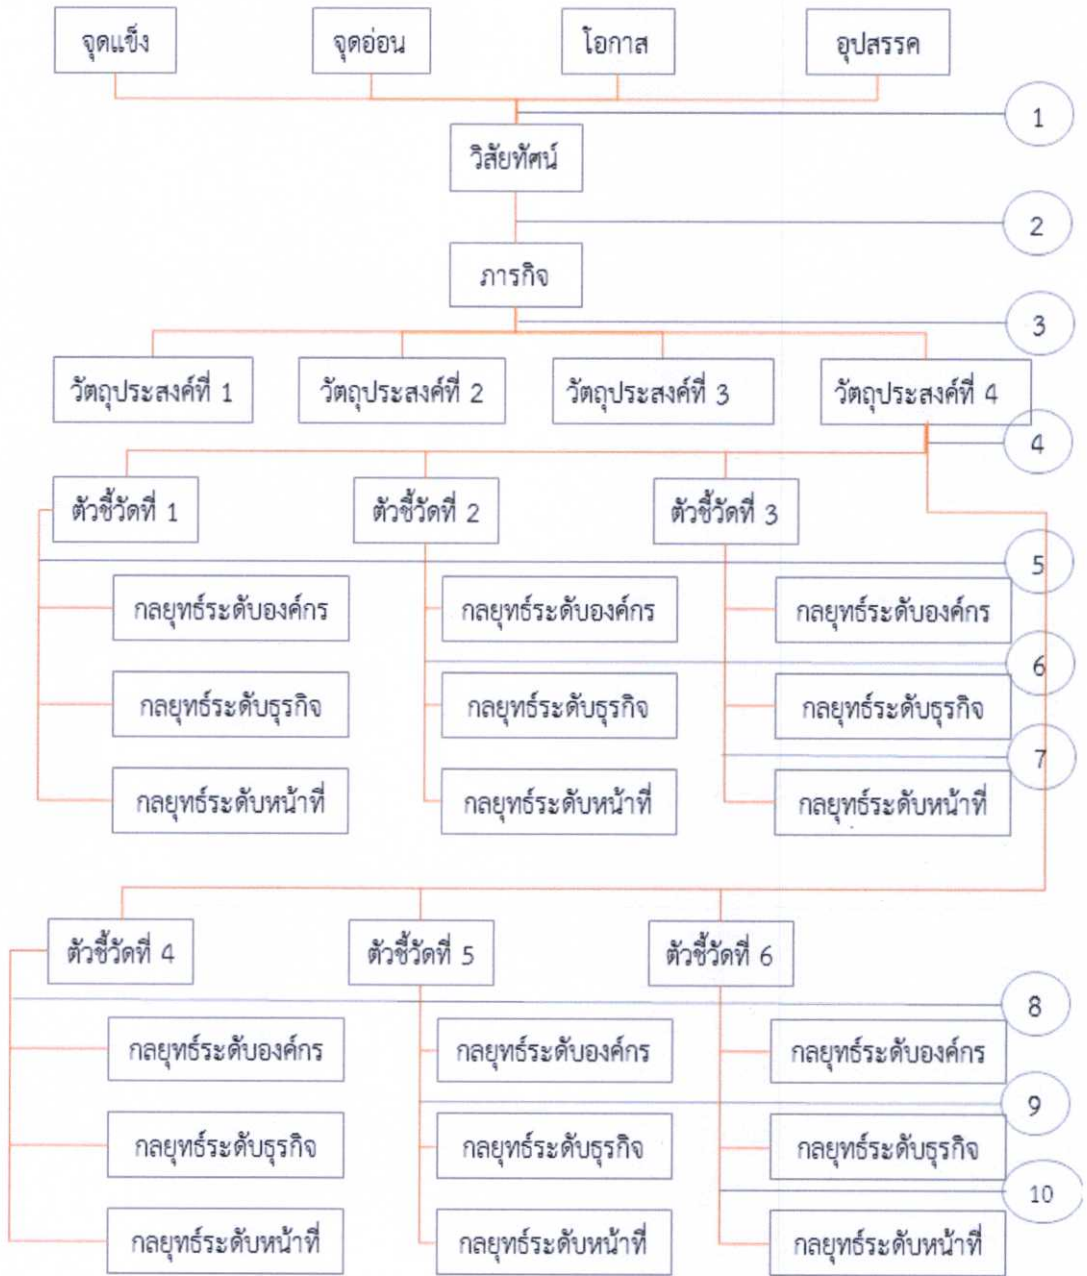 จุดแข็ง จุดอ่อน โอกาส อุปสรรค
1
วิสัยทัศน์
2
ภารกิจ
3
วัตถุประสงค์ที่ 1 วัตถุประสงค์ที่ 2 วัตถุประสงค์ที่ 3 วัตถุประสงค์ที่ 4
4
ตัวชี้วัดที่ 1 ตัวชี้วัดที่ 2 ตัวชี้วัดที่ 3
5
กลยุทธ์ระดับองค์กร กลยุทธ์ระดับองค์กร กลยุทธ์ระดับองค์กร
6
กลยุทธ์ระดับธุรกิจ กลยุทธ์ระดับธุรกิจ กลยุทธ์ระดับธุรกิจ
7
กลยุทธ์ระดับหน้าที่ กลยุทธ์ระดับหน้าที่ กลยุทธ์ระดับหน้าที่
ตัวชี้วัดที่ 4 ตัวชี้วัดที่ 5 ตัวชี้วัดที่ 6
8
กลยุทธ์ระดับองค์กร กลยุทธ์ระดับองค์กร กลยุทธ์ระดับองค์กร
9
กลยุทธ์ระดับธุรกิจ กลยุทธ์ระดับธุรกิจ กลยุทธ์ระดับธุรกิจ
10
กลยุทธ์ระดับหน้าที่ กลยุทธ์ระดับหน้าที่ กลยุทธ์ระดับหน้าที่